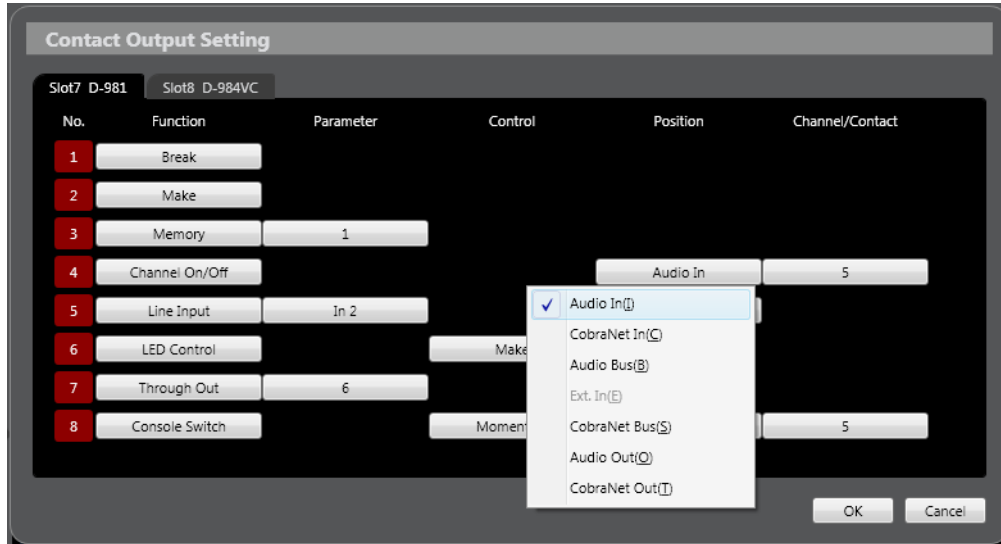 Contact Output Setting
Slot7 D-981 Slot8 D-984VC
No. Function Parameter Control Position Channel/Contact
1 Break
2 Make
3 Memory 1
4 Channel On/Off Audio In 5
5 Line Input In 2
6 LED Control Make
7 Through Out 6
8 Console Switch Momen 5
Audio In(I)
CobraNet In(C)
Audio Bus(B)
Ext. In(E)
CobraNet Bus(S)
Audio Out(O)
CobraNet Out(T)
OK Cancel